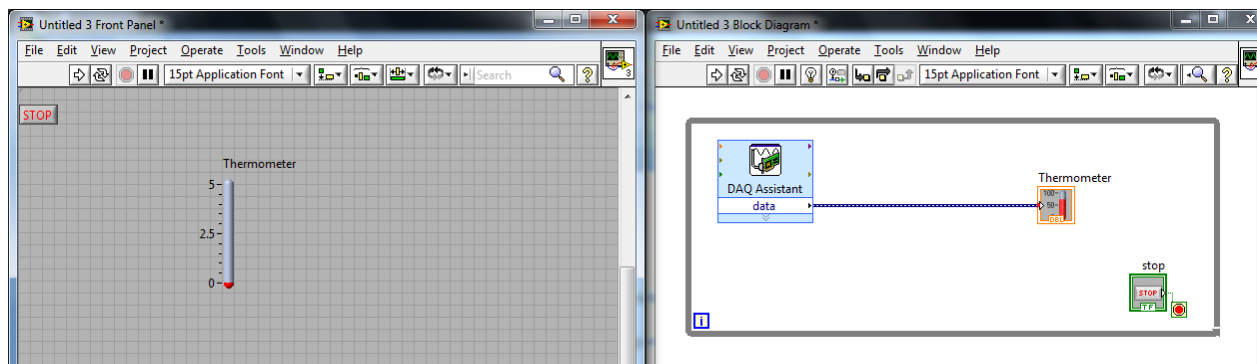 Untitled 3 Front Panel *
File Edit View Project Operate Tools Window Help
15pt Application Font
Search
3
STOP
Thermometer
5
2.5
0
Untitled 3 Block Diagram *
File Edit View Project Operate Tools Window Help
15pt Application Font
DAQ Assistant
data
Thermometer
100
50
DBL
stop
STOP
TF
i